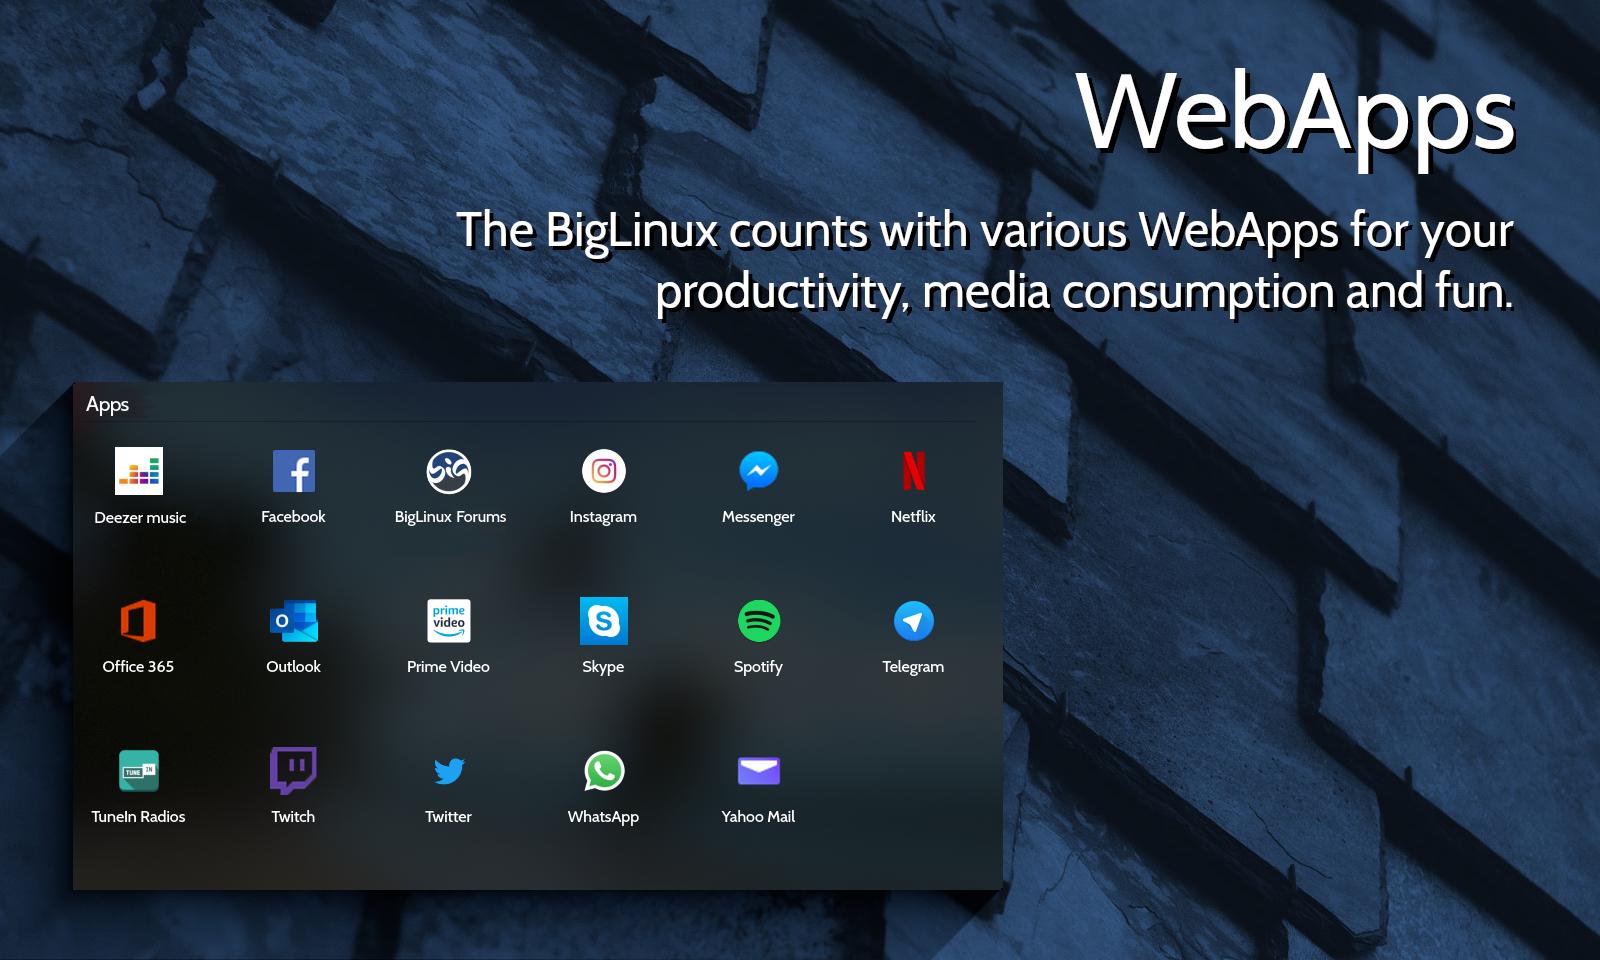 WebApps
The BigLinux counts with various WebApps for your
productivity, media consumption and fun.
Apps
big
Deezer music
Facebook
BigLinux Forums
Instagram
Messenger
Netflix
prime
video
Office 365
Outlook
Prime Video
Skype
Spotify
Telegram
TUNE IN
TuneIn Radios
Twitch
Twitter
WhatsApp
Yahoo Mail